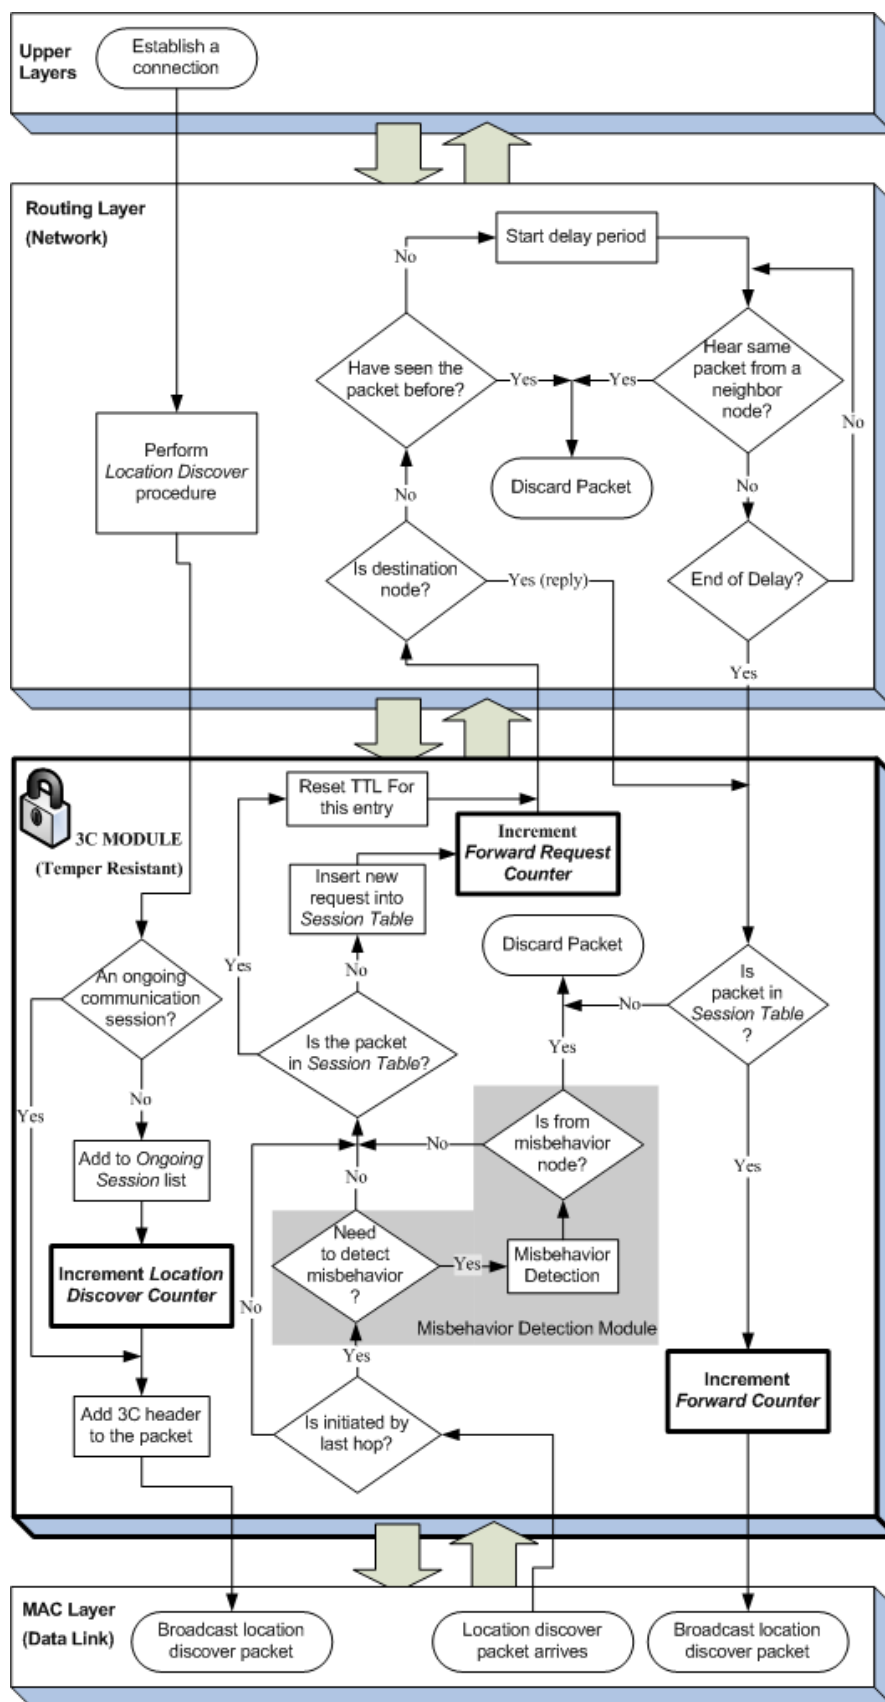 Upper
Layers
Establish a
connection
Routing Layer
(Network)
Start delay period
No
Have seen the
packet before?
Yes
Yes
Hear same
packet from a
neighbor
node?
No
Perform
Location Discover
procedure
Discard Packet
No
No
Is destination
node?
Yes (reply)
End of Delay?
Yes
3C MODULE
(Temper Resistant)
Reset TTL For
this entry
Increment
Forward Request
Counter
Insert new
request into
Session Table
Discard Packet
An ongoing
communication
session?
Yes
No
Is the packet
in Session Table?
No
Is
packet in
Session Table
?
Yes
Yes
No
Is from
misbehavior
node?
No
Yes
Add to Ongoing
Session list
No
Need
to detect
misbehavior
?
Yes
Misbehavior
Detection
Increment Location
Discover Counter
No
Misbehavior Detection Module
Yes
Increment
Forward Counter
Add 3C header
to the packet
Is initiated by
last hop?
MAC Layer
(Data Link)
Broadcast location
discover packet
Location discover
packet arrives
Broadcast location
discover packet